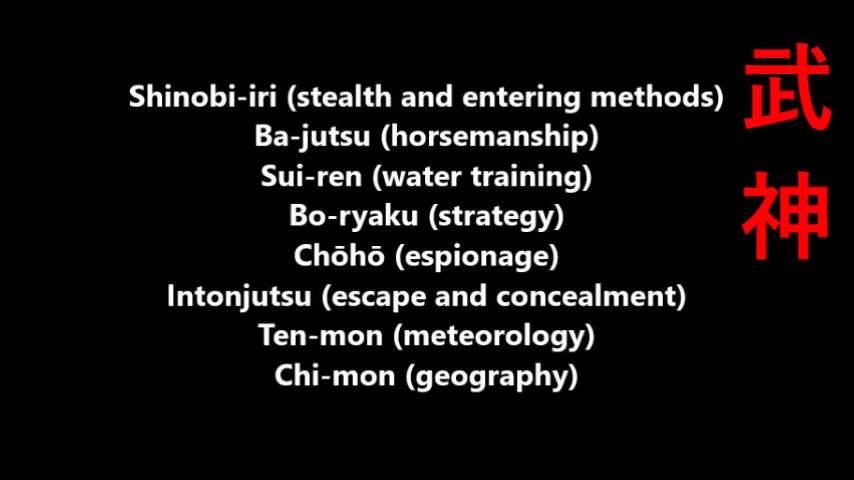 Shinobi-iri (stealth and entering methods)
Ba-jutsu (horsemanship)
Sui-ren (water training)
Bo-ryaku (strategy)
Chōhō (espionage)
Intonjutsu (escape and concealment)
Ten-mon (meteorology)
Chi-mon (geography)
武神